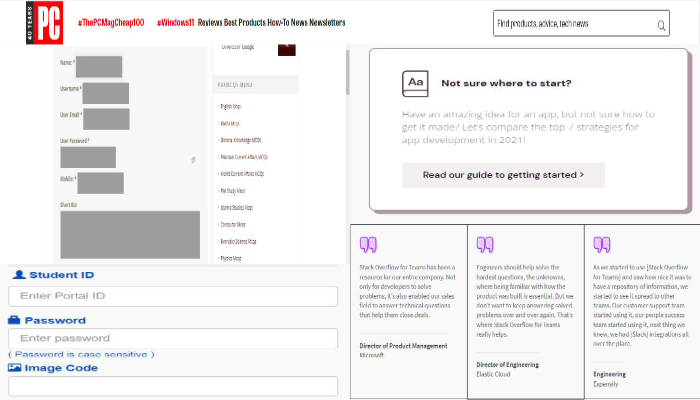 40 YEARS
PC
#ThePCMagCheap100 #Windows11 Reviews Best Products How-To News Newsletters
Find products, advice, tech news
Name: *
Username *
User Email *
User Password *
Mobile: *
Short Bio
Google
English Mcqs
Maths Mcqs
General Knowledge MCQs
Pakistan Current Affairs MCQs
World Current Affairs MCQs
Pak Study Mcqs
Islamic Studies Mcqs
Computer Mcqs
Everyday Science Mcqs
Physics Mcqs
Aa
Not sure where to start?
Have an amazing idea for an app, but not sure how to
get it made? Let's compare the top 7 strategies for
app development in 2021!
Read our guide to getting started >
Student ID
Enter Portal ID
Password
Enter password
( Password is case sensitive )
Image Code
Stack Overflow for Teams has been a
resource for our entire company. Not
only for developers to solve
problems, it's also enabled our sales
field to answer technical questions
that help them close deals.
Director of Product Management
Microsoft
Engineers should help solve the
hardest questions, the unknowns,
where being familiar with how the
product was built is essential. But we
don't want to keep answering solved
problems over and over again. That's
where Stack Overflow for Teams
really helps.
Director of Engineering
Elastic Cloud
As we started to use [Stack Overflow
for Teams] and saw how nice it was to
have a repository of information, we
started to see it spread to other
teams. Our customer support team
started using it, our people success
team started using it, next thing we
knew, we had [Slack] integrations all
over the place.
Engineering
Expensify